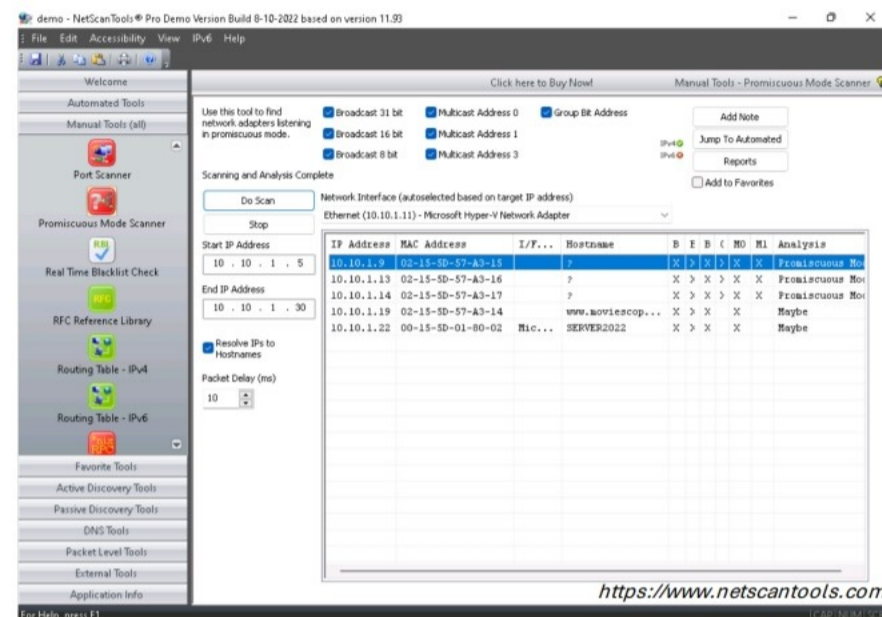 demo - NetScanTools® Pro Demo Version Build 8-10-2022 based on version 11.93
File Edit Accessibility View IPv6 Help
Welcome
Automated Tools
Manual Tools (all)
Port Scanner
Promiscuous Mode Scanner
Real Time Blacklist Check
RFC Reference Library
Routing Table - IPv4
Routing Table - IPv6
Favorite Tools
Active Discovery Tools
Passive Discovery Tools
DNS Tools
Packet Level Tools
External Tools
Application Info
Click here to Buy Now!
Manual Tools - Promiscuous Mode Scanner
Use this tool to find
network adapters listening
in promiscuous mode.
Broadcast 31 bit Multicast Address 0 Group Bit Address
Broadcast 16 bit Multicast Address 1
Broadcast 8 bit Multicast Address 3
IPv4
IPv6
Add Note
Jump To Automated
Reports
Add to Favorites
Scanning and Analysis Complete
Do Scan
Stop
Network Interface (autoselected based on target IP address)
Ethernet (10.10.1.11) - Microsoft Hyper-V Network Adapter
Start IP Address
10 . 10 . 1 . 5
End IP Address
10 . 10 . 1 . 30
Resolve IPs to
Hostnames
Packet Delay (ms)
10
IP Address MAC Address I/F... Hostname B E B ( M0 M1 Analysis
10.10.1.9 02-15-5D-57-A3-15 ? X > X > X X Promiscuous Mo
10.10.1.13 02-15-5D-57-A3-16 ? X > X > X X Promiscuous Mo
10.10.1.14 02-15-5D-57-A3-17 ? X > X > X X Promiscuous Mo
10.10.1.19 02-15-5D-57-A3-14 www.moviescop... X > X X Maybe
10.10.1.22 00-15-5D-01-80-02 Mic... SERVER2022 X > X X Maybe
https://www.netscantools.com
For Help, press F1
CAP NUM